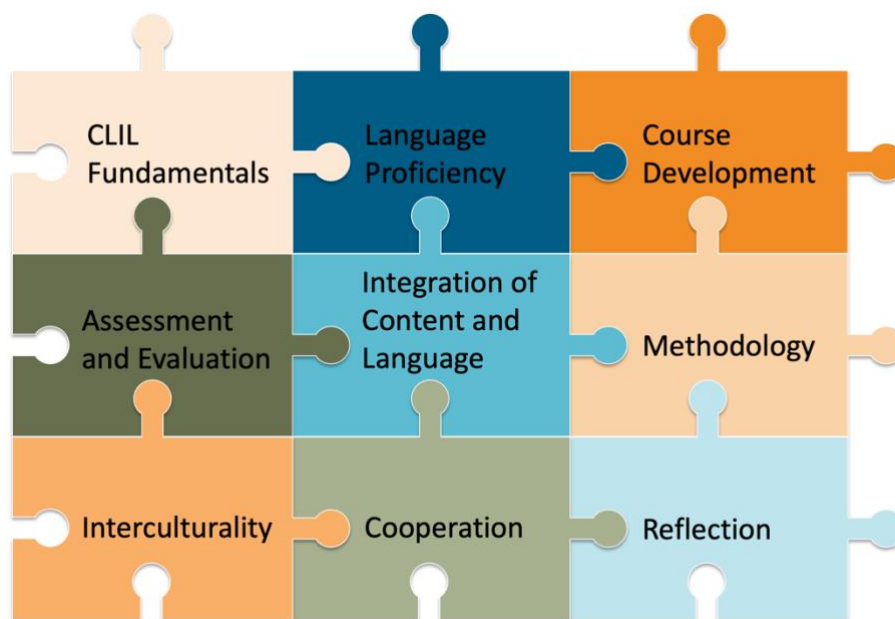 CLIL
Fundamentals
Language
Proficiency
Course
Development
Assessment
and Evaluation
Integration of
Content and
Language
Methodology
Interculturality
Cooperation
Reflection